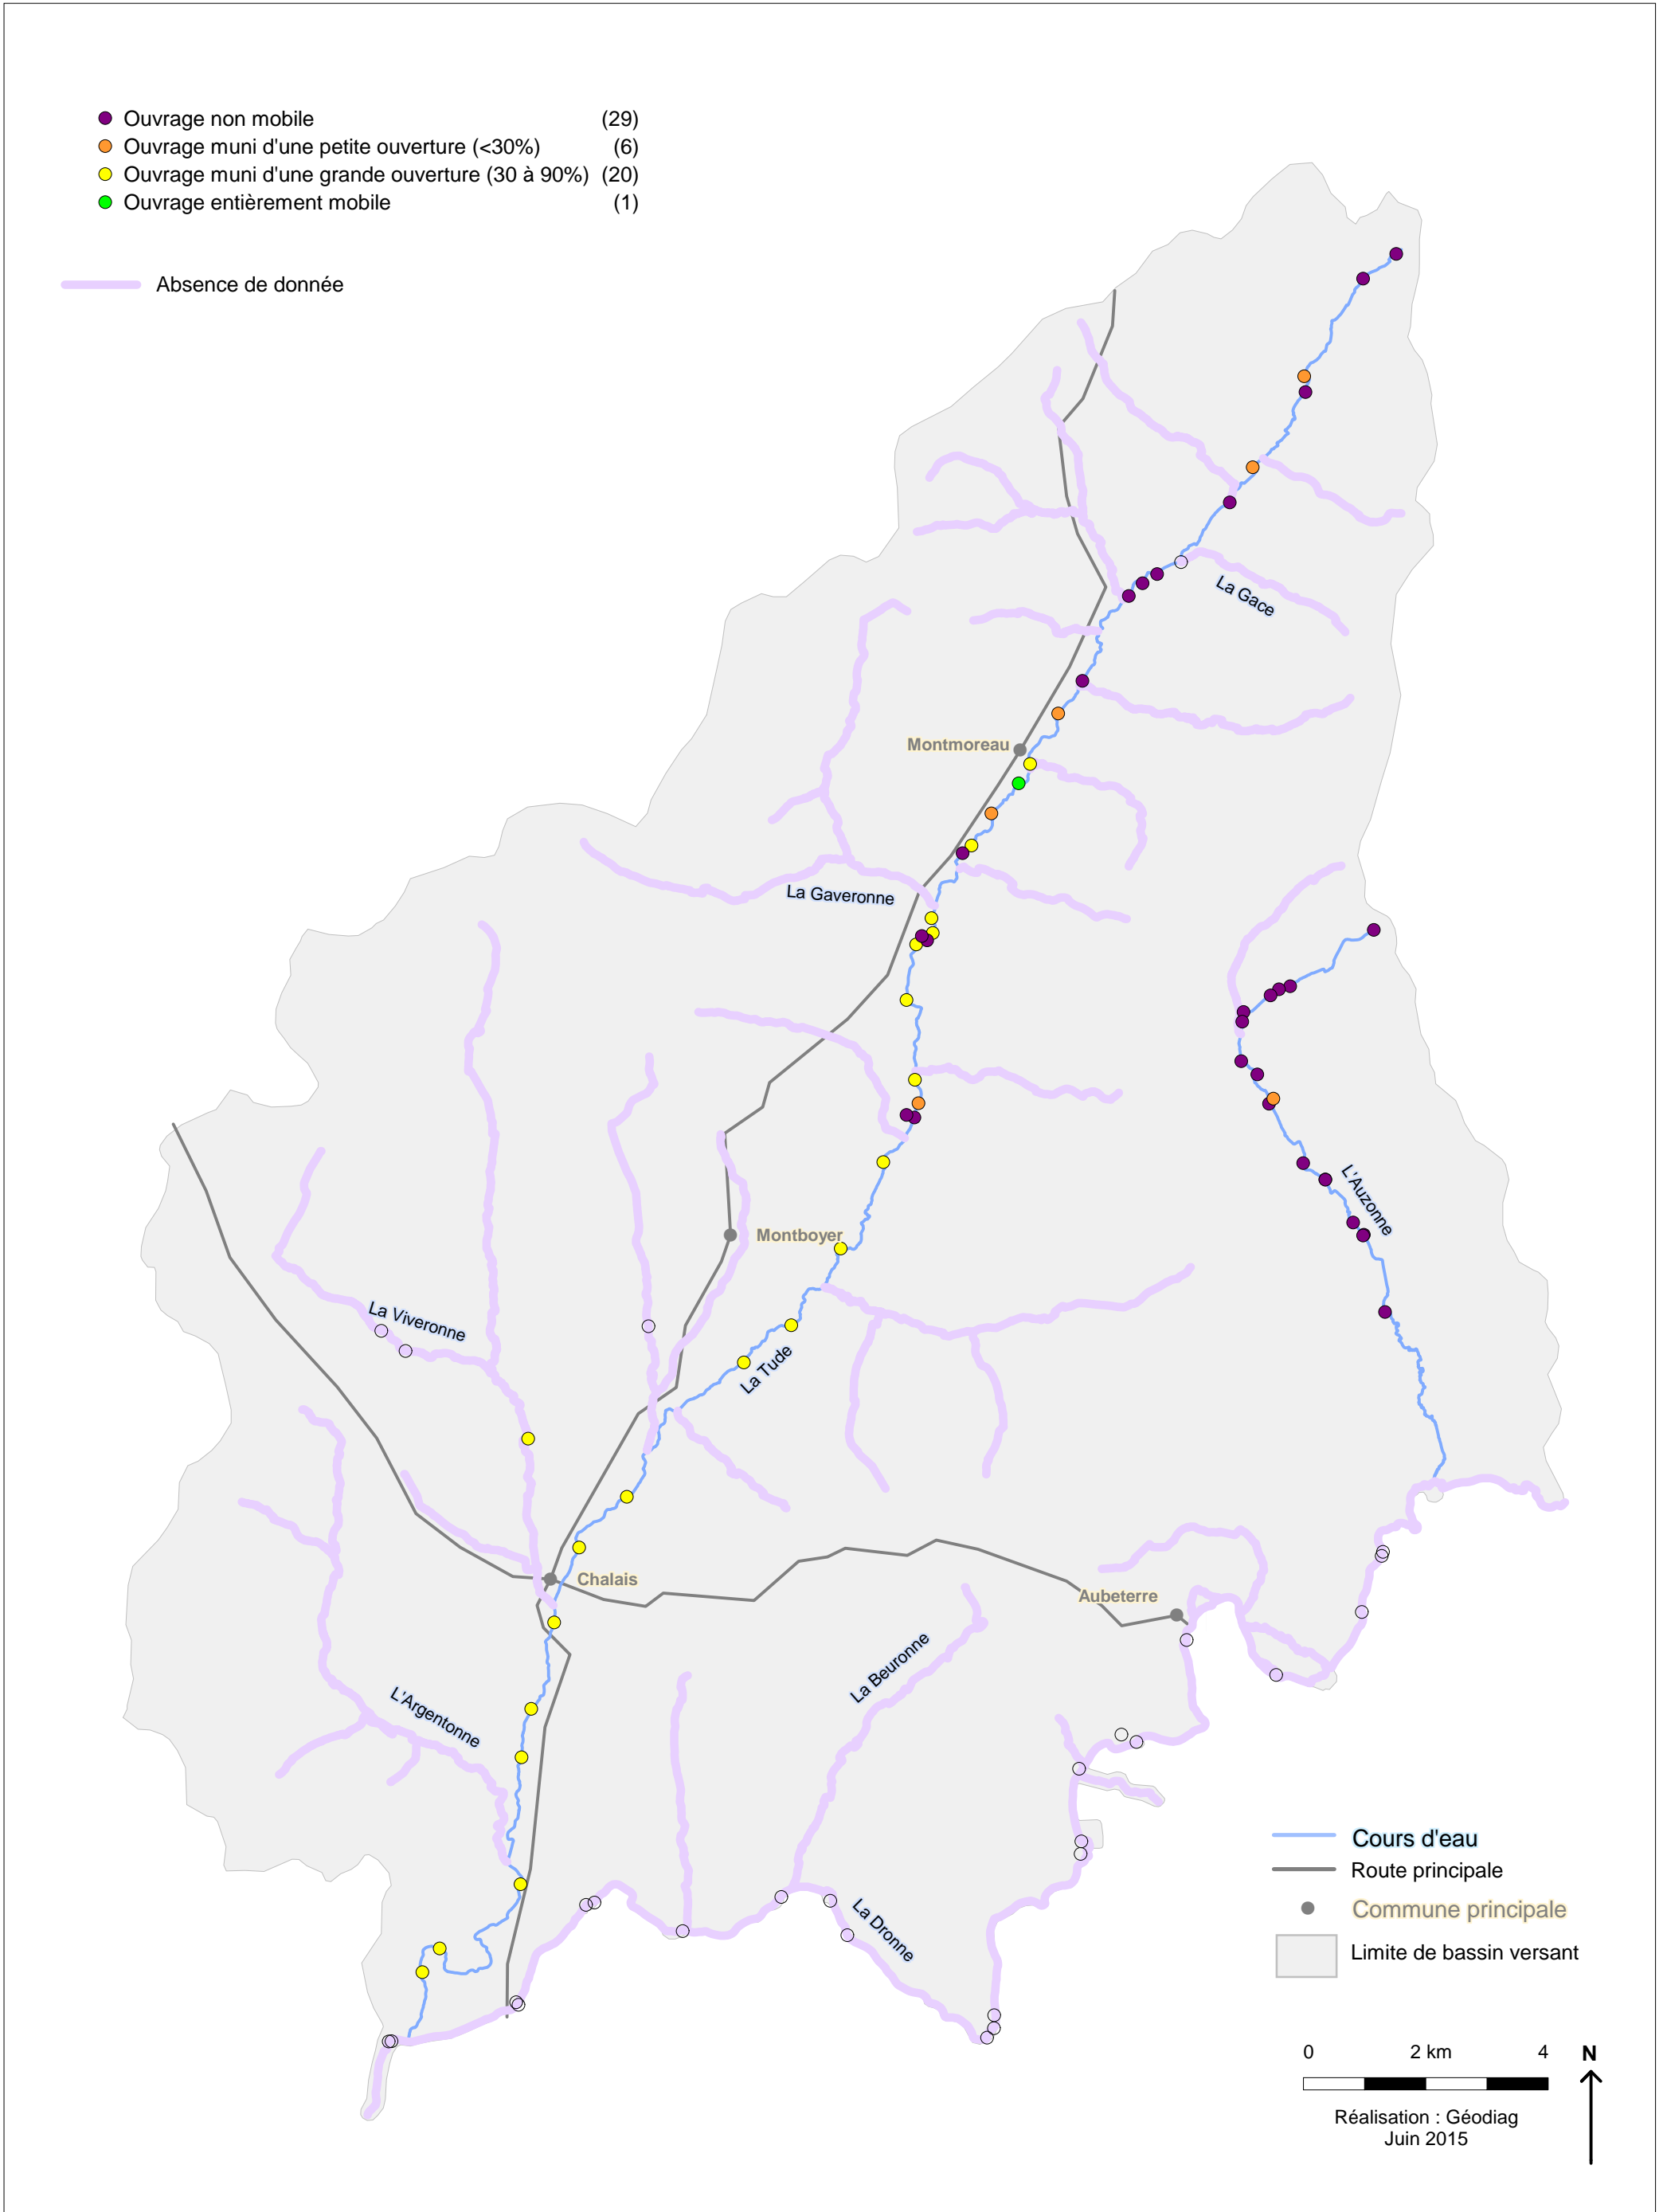 Ouvrage non mobile (29)
Ouvrage muni d'une petite ouverture (<30%) (6)
Ouvrage muni d'une grande ouverture (30 à 90%) (20)
Ouvrage entièrement mobile (1)
Absence de donnée
La Gace
Montmoreau
La Gaveronne
L'Auzonne
Montboyer
La Viveronne
La Tude
Chalais
Aubeterre
La Beuronne
L'Argentonne
La Dronne
Cours d'eau
Route principale
Commune principale
Limite de bassin versant
0 2 km 4 N
Réalisation : Géodiag
Juin 2015